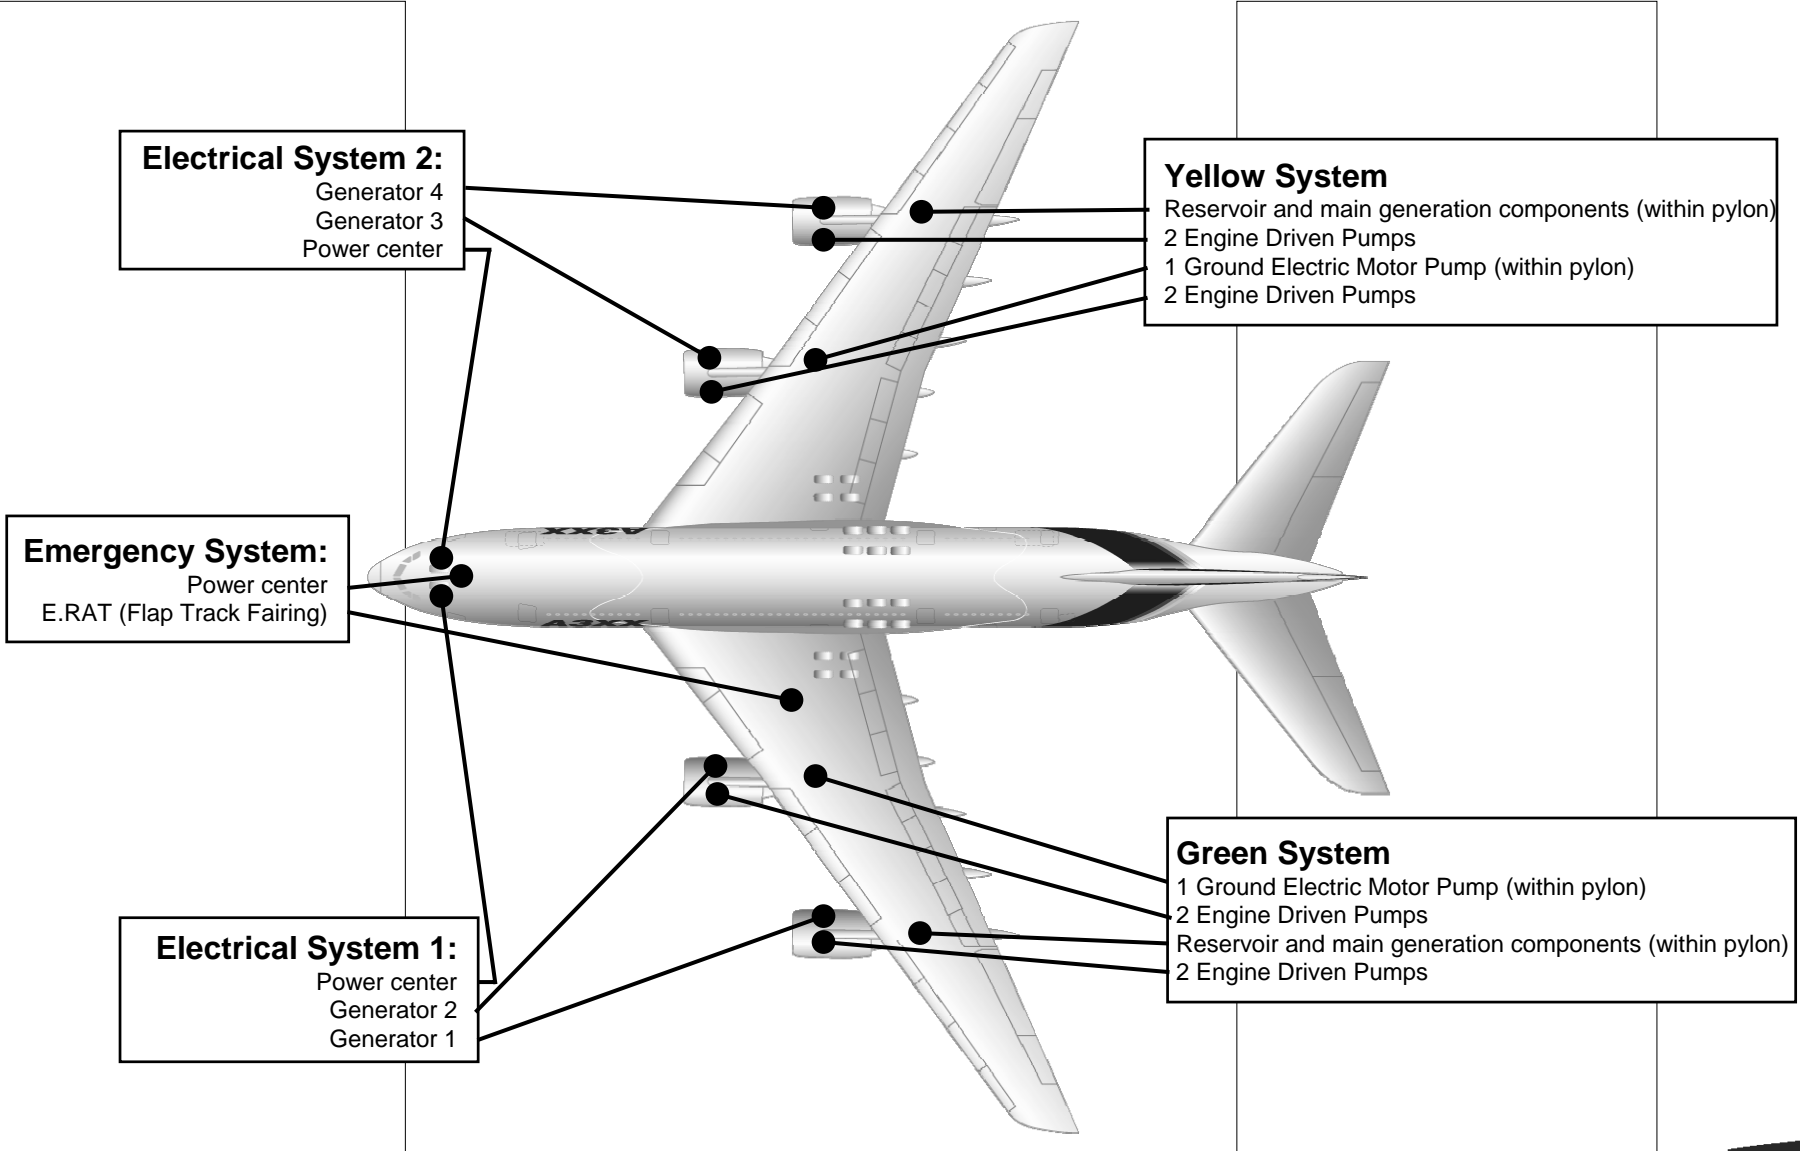 Electrical System 2:
Generator 4
Generator 3
Power center
Yellow System
Reservoir and main generation components (within pylon)
2 Engine Driven Pumps
1 Ground Electric Motor Pump (within pylon)
2 Engine Driven Pumps
A3XX
Emergency System:
Power center
E.RAT (Flap Track Fairing)
A3XX
Green System
1 Ground Electric Motor Pump (within pylon)
2 Engine Driven Pumps
Reservoir and main generation components (within pylon)
2 Engine Driven Pumps
Electrical System 1:
Power center
Generator 2
Generator 1